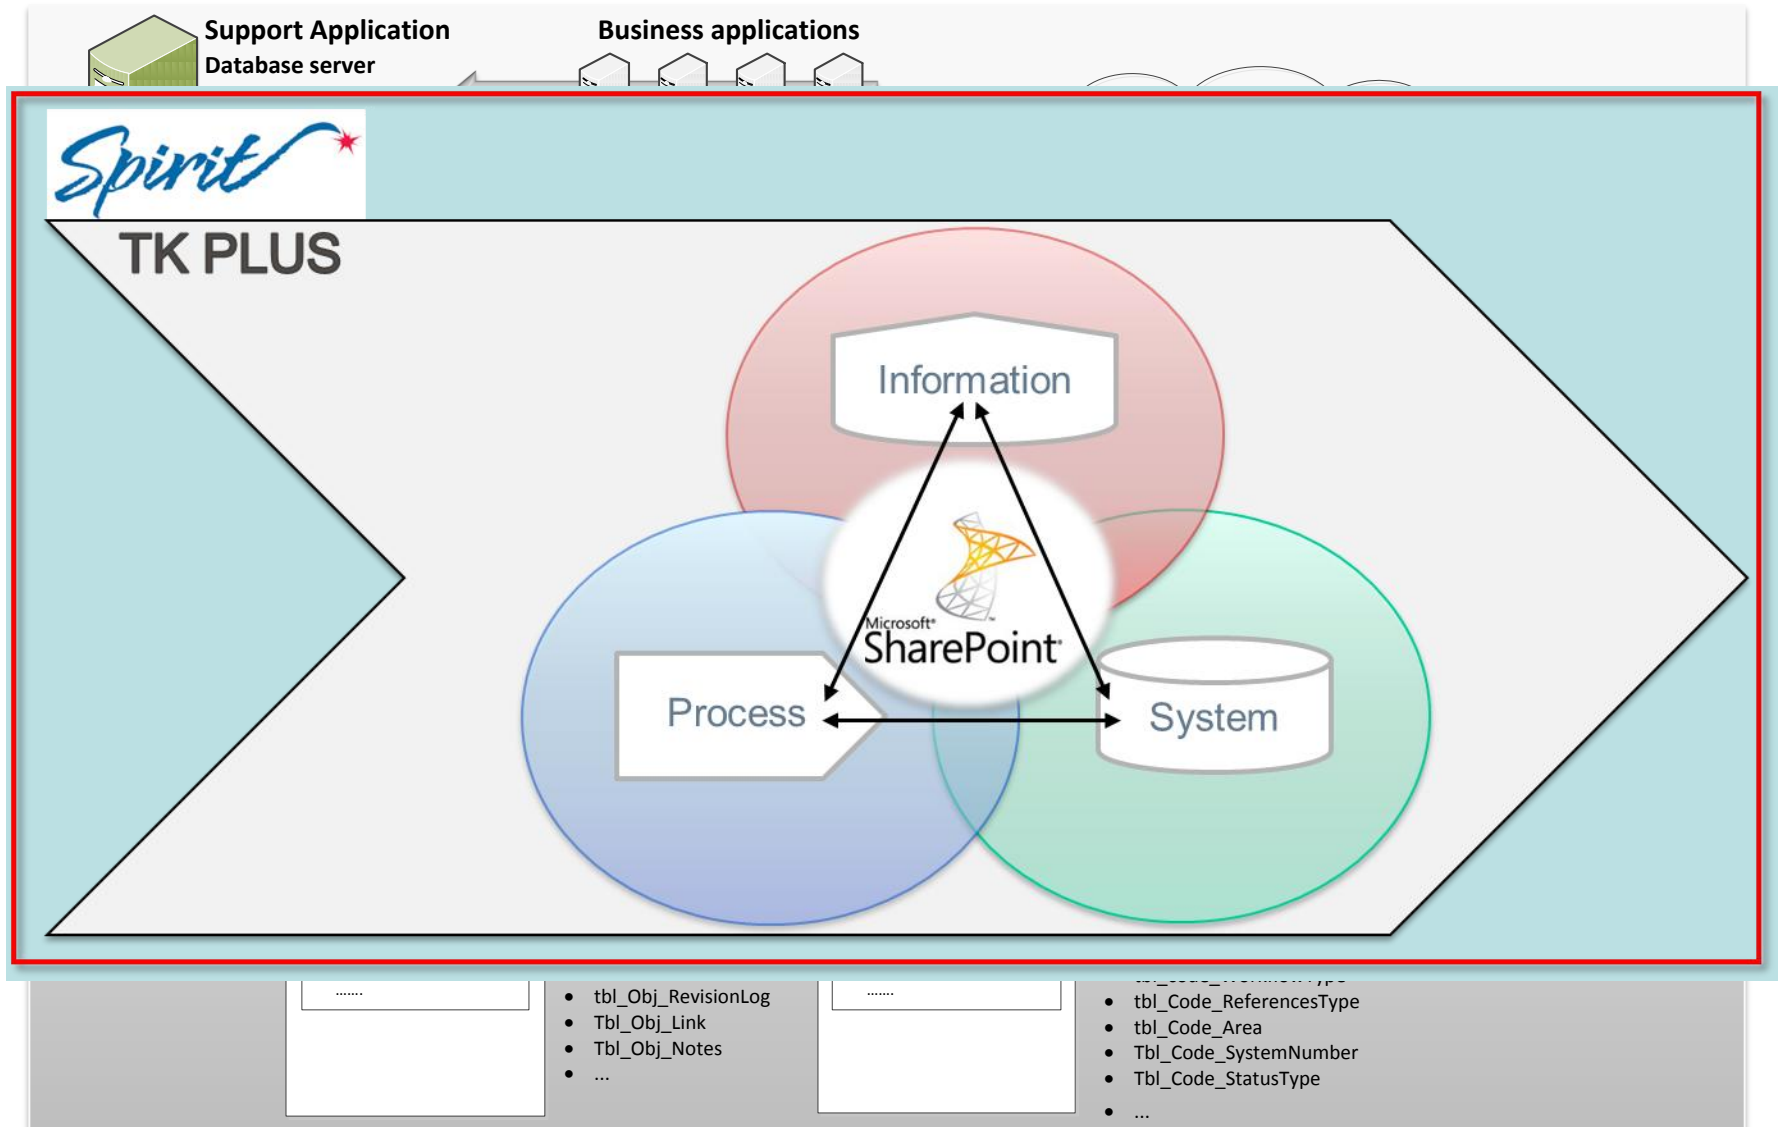 Support Application
Database server
Business applications
Spirit
TK PLUS
Information
Microsoft®
SharePoint
Process
System
.......
tbl_Obj_RevisionLog
Tbl_Obj_Link
Tbl_Obj_Notes
...
.......
tbl_Code_WorkflowType
tbl_Code_ReferencesType
tbl_Code_Area
Tbl_Code_SystemNumber
Tbl_Code_StatusType
...